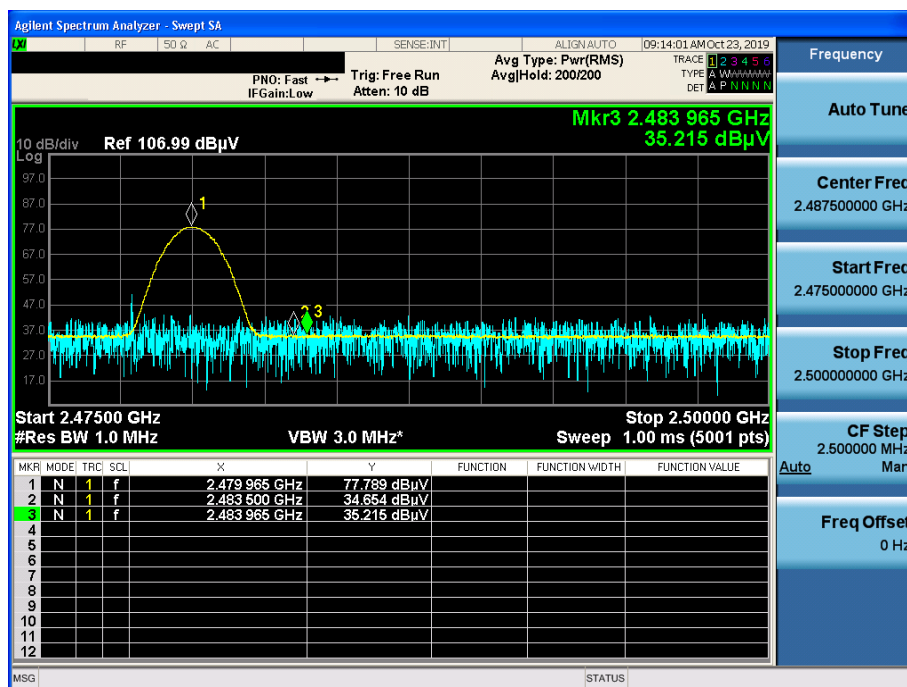 Agilent Spectrum Analyzer - Swept SA
LXI RF 50 Ω AC SENSE:INT ALIGN AUTO 09:14:01 AM Oct 23, 2019
PNO: Fast Trig: Free Run Avg Type: Pwr(RMS) TRACE 1 2 3 4 5 6
IFGain:Low Atten: 10 dB Avg|Hold: 200/200 TYPE A WWWWW
DET A P N N N N
Mkr3 2.483 965 GHz
35.215 dBµV
10 dB/div Ref 106.99 dBµV
Log
97.0
87.0
77.0
67.0
57.0
47.0
37.0
27.0
17.0
1
2 3
Start 2.47500 GHz Stop 2.50000 GHz
#Res BW 1.0 MHz VBW 3.0 MHz* Sweep 1.00 ms (5001 pts)
MKR MODE TRC SCL X Y FUNCTION FUNCTION WIDTH FUNCTION VALUE
1 N 1 f 2.479 965 GHz 77.789 dBµV
2 N 1 f 2.483 500 GHz 34.654 dBµV
3 N 1 f 2.483 965 GHz 35.215 dBµV
4
5
6
7
8
9
10
11
12
MSG STATUS
Frequency
Auto Tune
Center Freq
2.487500000 GHz
Start Freq
2.475000000 GHz
Stop Freq
2.500000000 GHz
CF Step
2.500000 MHz
Auto Man
Freq Offset
0 Hz